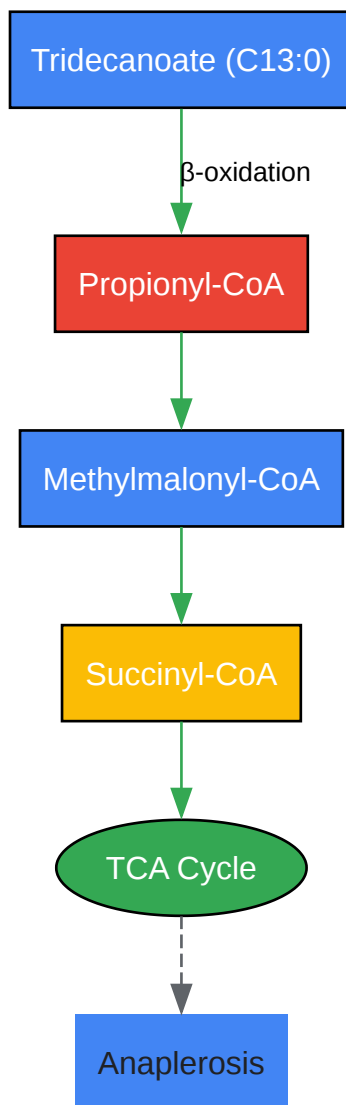 Tridecanoate (C13:0)
β-oxidation
Propionyl-CoA
Methylmalonyl-CoA
Succinyl-CoA
TCA Cycle
Anaplerosis